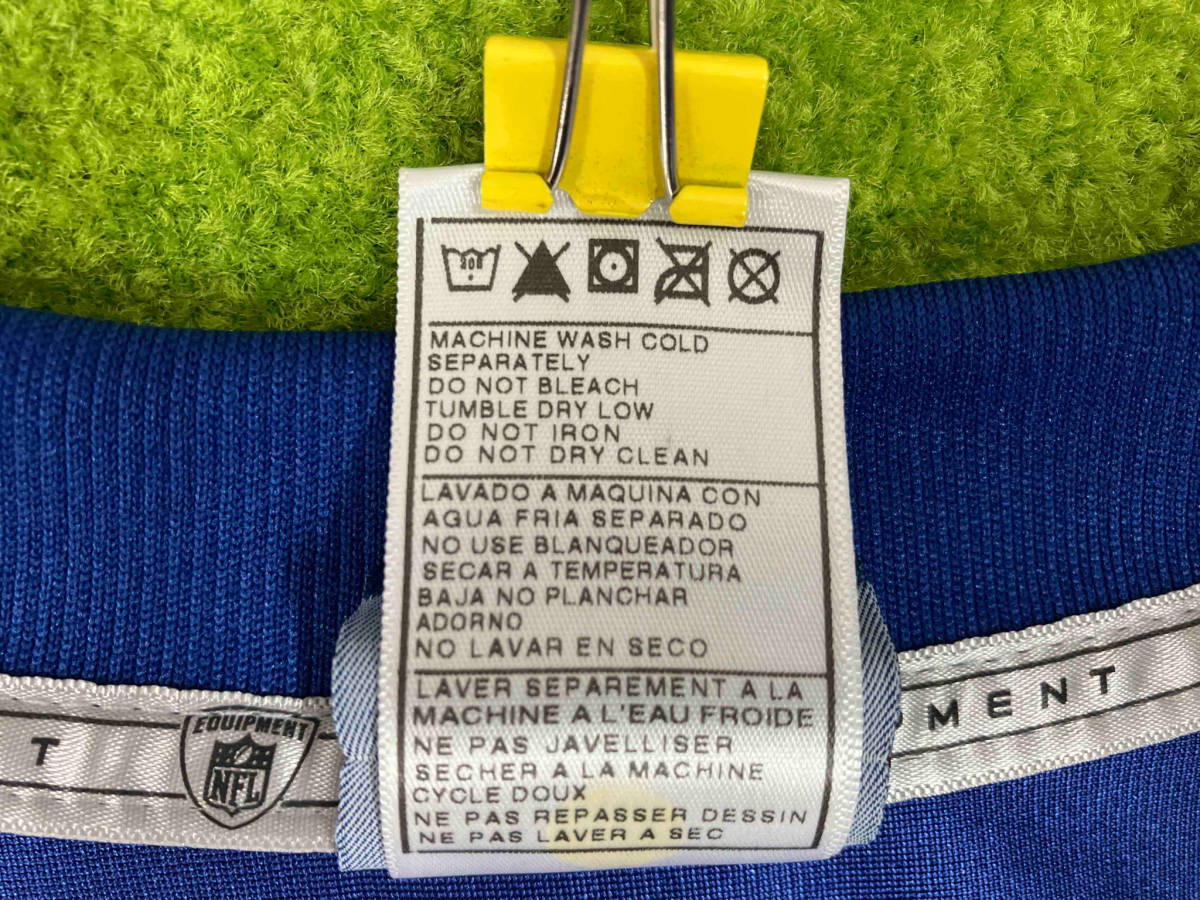 30C
MACHINE WASH COLD
SEPARATELY
DO NOT BLEACH
TUMBLE DRY LOW
DO NOT IRON
DO NOT DRY CLEAN
LAVADO A MAQUINA CON
AGUA FRIA SEPARADO
NO USE BLANQUEADOR
SECAR A TEMPERATURA
BAJA NO PLANCHAR
ADORNO
NO LAVAR EN SECO
LAVER SEPAREMENT A LA
MACHINE A L'EAU FROIDE
NE PAS JAVELLISER
SECHER A LA MACHINE
CYCLE DOUX
NE PAS REPASSER DESSIN
NE PAS LAVER A SEC
T
EQUIPMENT
NFL
PMENT